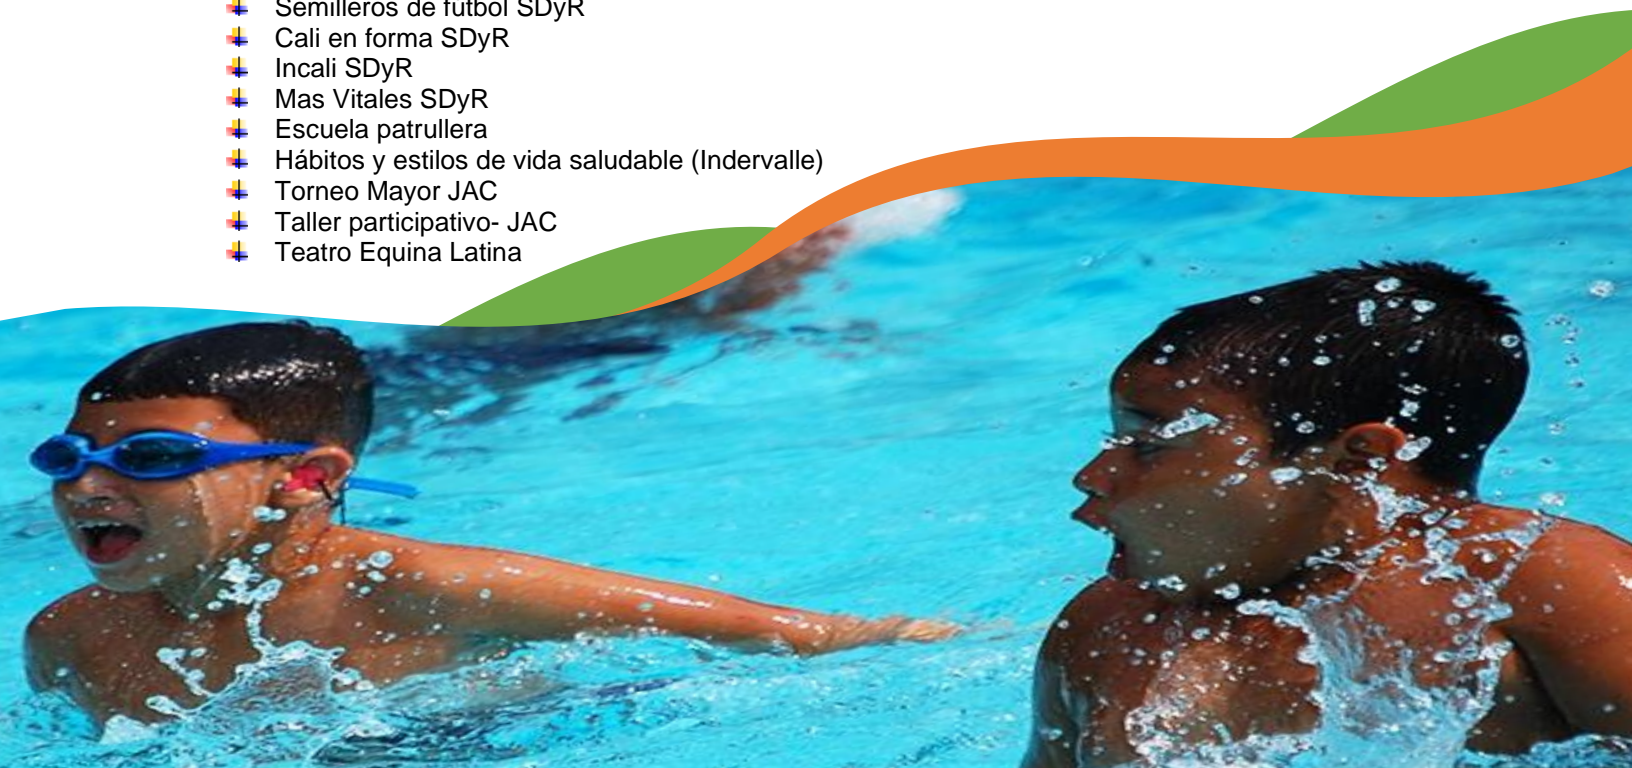 Semilleros de futbol SDyR
Cali en forma SDyR
Incali SDyR
Mas Vitales SDyR
Escuela patrullera
Hábitos y estilos de vida saludable (Indervalle)
Torneo Mayor JAC
Taller participativo- JAC
Teatro Equina Latina